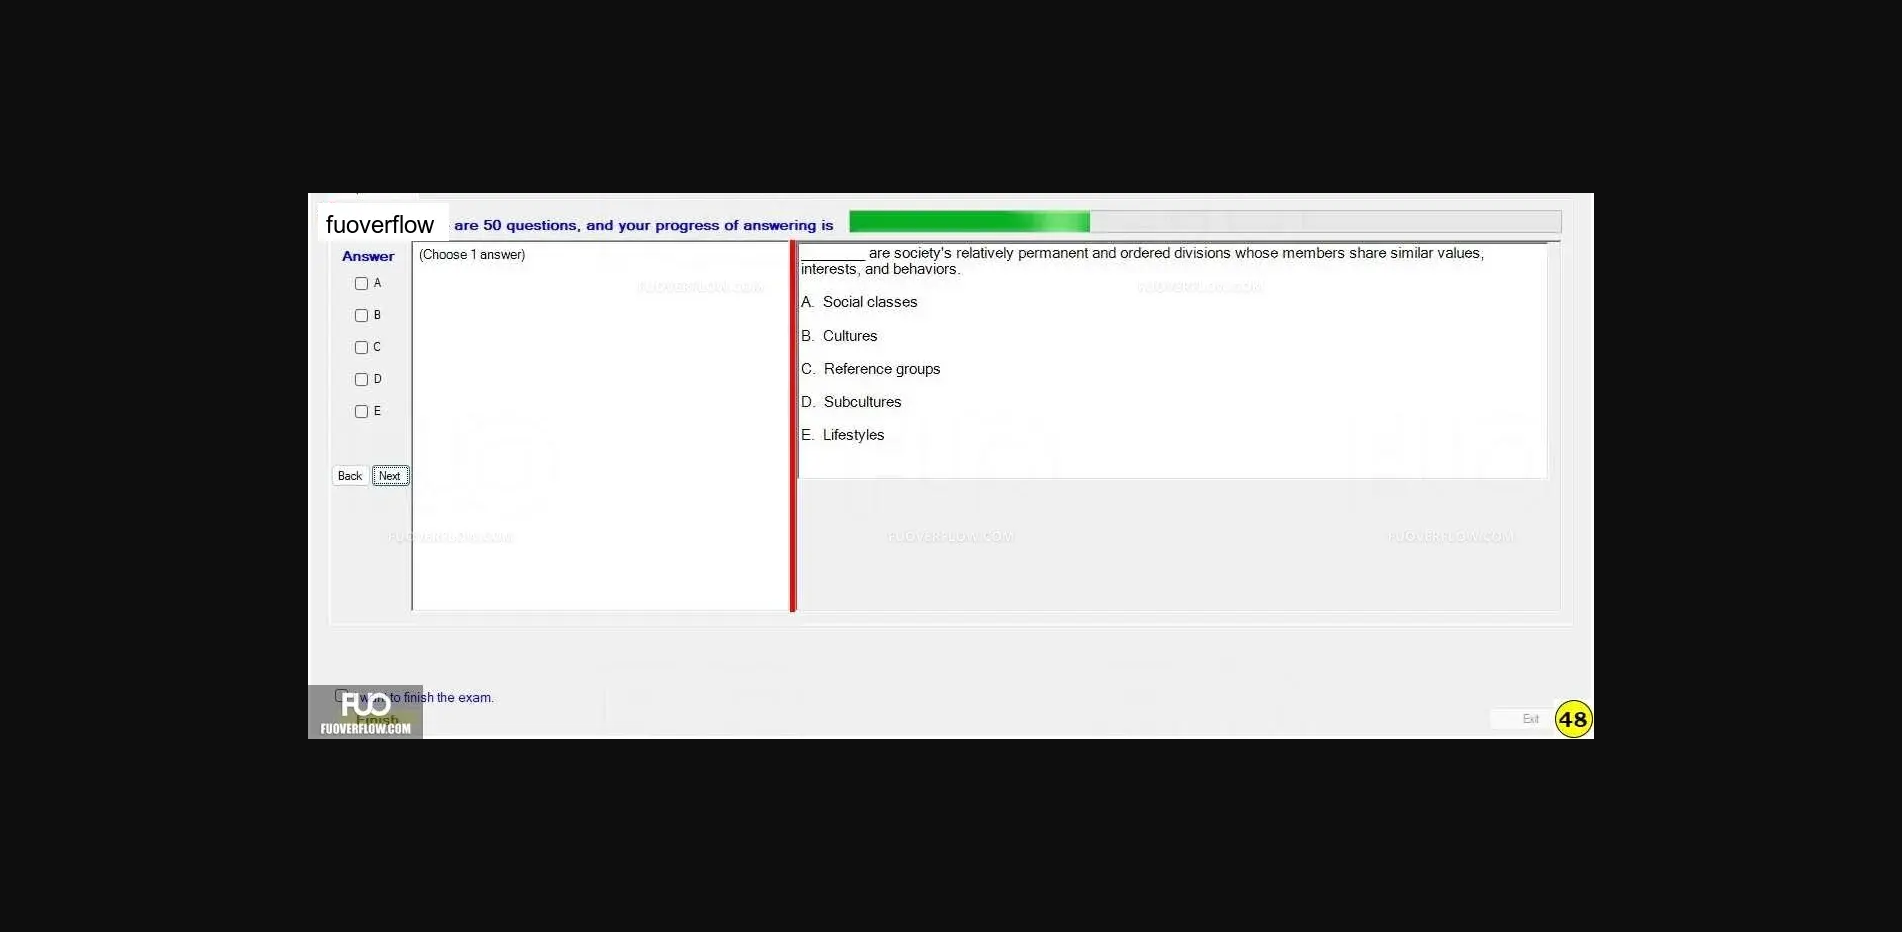 fuoverflow are 50 questions, and your progress of answering is
Answer
(Choose 1 answer)
A
B
C
D
E
Back Next
________ are society's relatively permanent and ordered divisions whose members share similar values,
interests, and behaviors.
A. Social classes
B. Cultures
C. Reference groups
D. Subcultures
E. Lifestyles
FUOVERFLOW.COM FUOVERFLOW.COM
FUOVERFLOW.COM FUOVERFLOW.COM FUOVERFLOW.COM
want to finish the exam.
Finish
FUO
FUOVERFLOW.COM
Exit
48